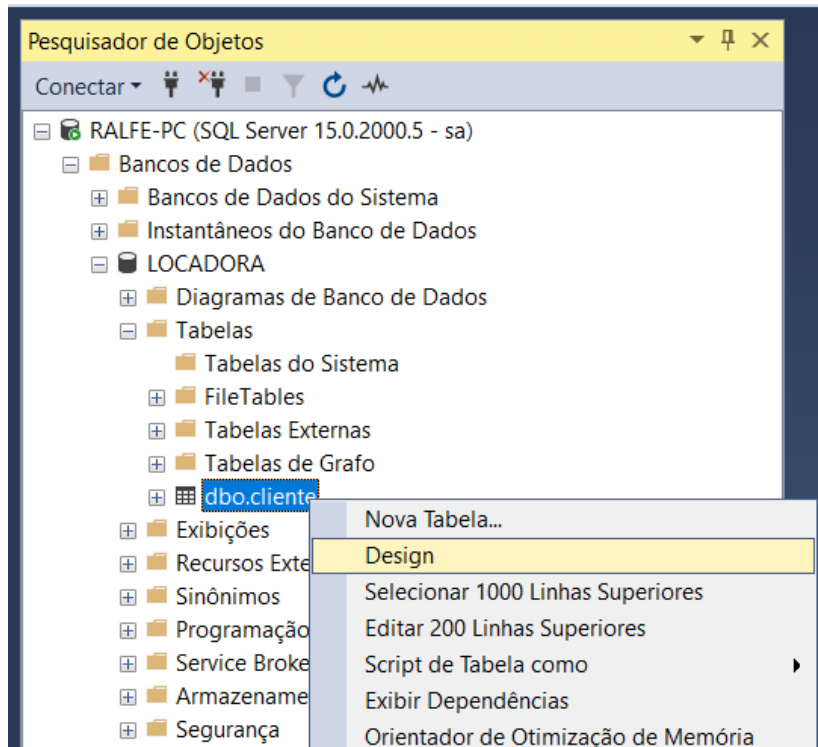 Pesquisador de Objetos
Conectar
RALFE-PC (SQL Server 15.0.2000.5 - sa)
Bancos de Dados
Bancos de Dados do Sistema
Instantâneos do Banco de Dados
LOCADORA
Diagramas de Banco de Dados
Tabelas
Tabelas do Sistema
FileTables
Tabelas Externas
Tabelas de Grafo
dbo.cliente
Exibições
Recursos Exte
Sinônimos
Programação
Service Broke
Armazename
Segurança
Nova Tabela...
Design
Selecionar 1000 Linhas Superiores
Editar 200 Linhas Superiores
Script de Tabela como
Exibir Dependências
Orientador de Otimização de Memória